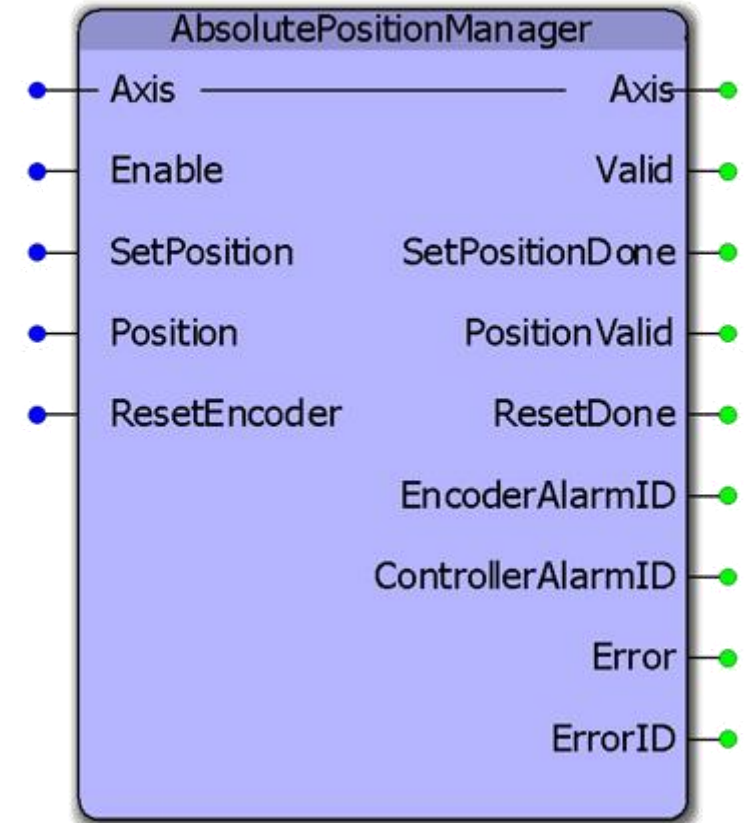 AbsolutePositionManager
Axis Axis
Enable Valid
SetPosition SetPositionDone
Position PositionValid
ResetEncoder ResetDone
EncoderAlarmID
ControllerAlarmID
Error
ErrorID